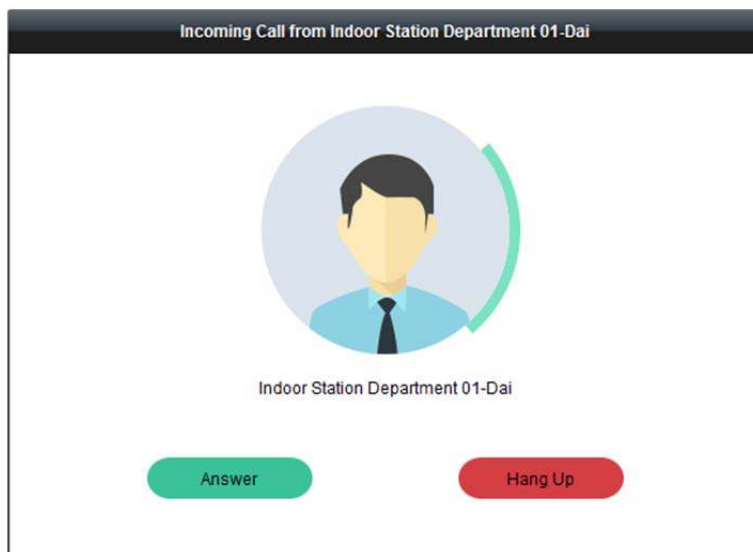 Incoming Call from Indoor Station Department 01-Dai
Indoor Station Department 01-Dai
Answer
Hang Up